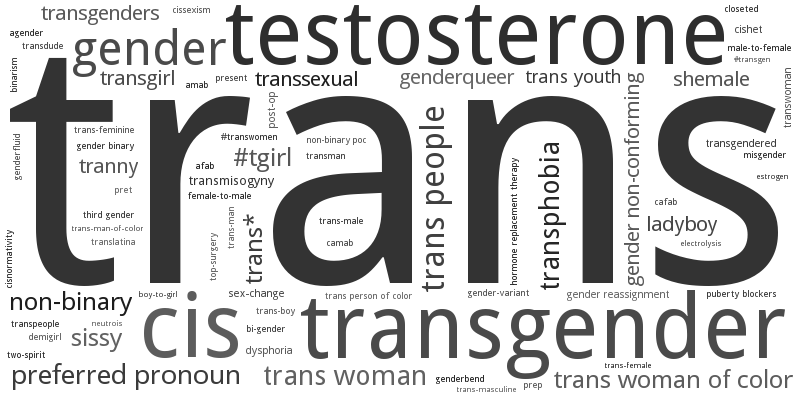 transgenders
cissexism
testosterone
closeted
agender
cishet
transdude
gender
male-to-female
#transgen
binarism
transgirl
amab
present
transsexual
genderqueer
trans youth
shemale
transwoman
trans
post-op
trans-feminine
gender binary
#transwomen
non-binary poc
transgendered
misgender
genderfluid
tranny
#tgirl
transman
trans people
hormone replacement therapy
transphobia
gender non-conforming
afab
transmisogyny
estrogen
pret
female-to-male
cafab
third gender
trans-man-of-color
translatina
trans-man
top-surgery
trans*
trans-male
camab
ladyboy
electrolysis
cisnormativity
non-binary
boy-to-girl
sex-change
trans person of color
gender-variant
gender reassignment
puberty blockers
cis
trans-boy
transgender
transpeople
neutrois
demigirl
sissy
bi-gender
two-spirit
dysphoria
trans-female
preferred pronoun
trans woman
genderbend
trans-masculine
prep
trans woman of color